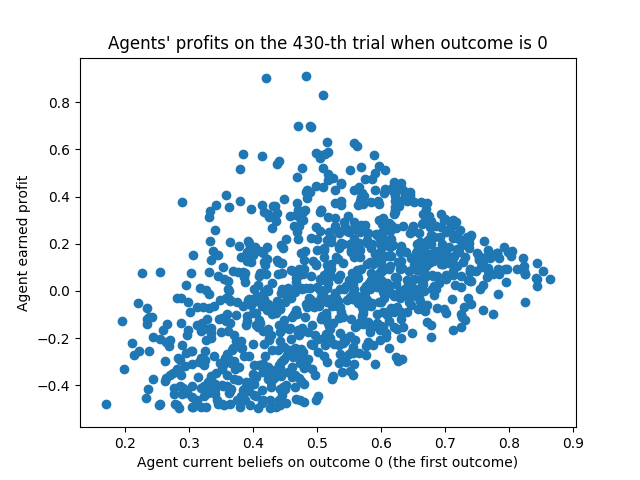 Agents' profits on the 430-th trial when outcome is 0
Agent earned profit
0.8
0.6
0.4
0.2
0.0
−0.2
−0.4
0.2 0.3 0.4 0.5 0.6 0.7 0.8 0.9
Agent current beliefs on outcome 0 (the first outcome)